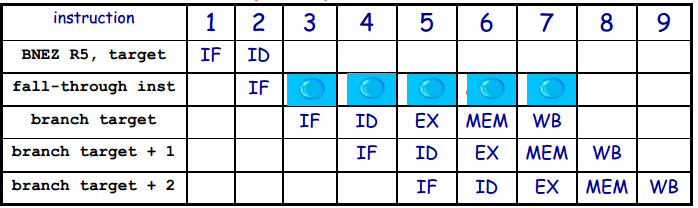 instruction 1 2 3 4 5 6 7 8 9
BNEZ R5, target IF ID
fall-through inst IF
branch target IF ID EX MEM WB
branch target + 1 IF ID EX MEM WB
branch target + 2 IF ID EX MEM WB